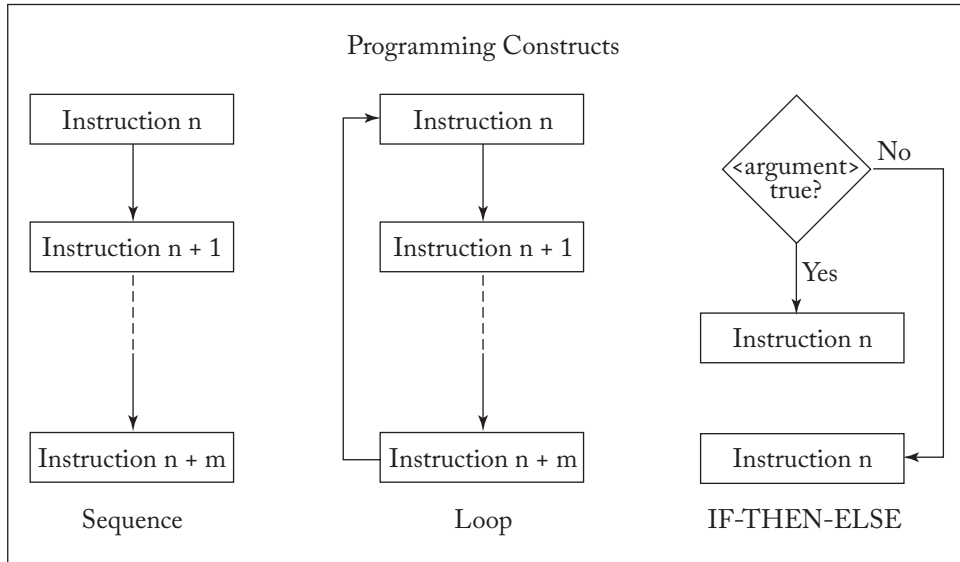 Programming Constructs
Instruction n
Instruction n + 1
Instruction n + m
Sequence
Instruction n
Instruction n + 1
Instruction n + m
Loop
<argument>
true?
No
Yes
Instruction n
Instruction n
IF-THEN-ELSE